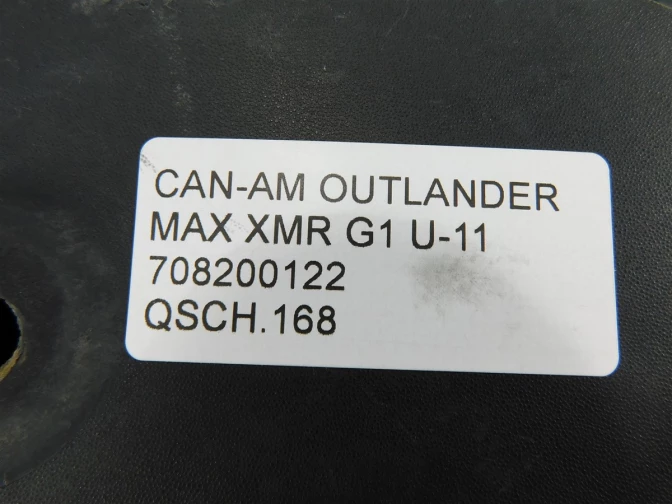 CAN-AM OUTLANDER
MAX XMR G1 U-11
708200122
QSCH.168